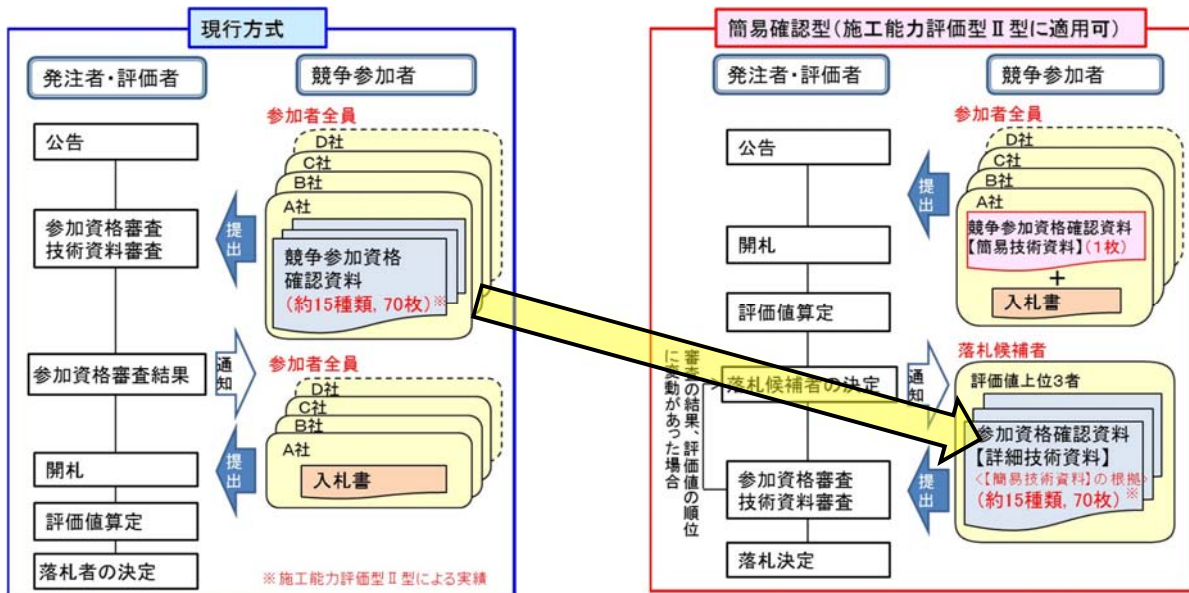 現行方式
発注者・評価者
競争参加者
参加者全員
公告
D社
C社
B社
A社
提出
参加資格審査
技術資料審査
競争参加資格
確認資料
(約15種類, 70枚)※
参加資格審査結果
通知
参加者全員
D社
C社
B社
A社
入札書
提出
開札
評価値算定
落札者の決定
※施工能力評価型Ⅱ型による実績
簡易確認型(施工能力評価型Ⅱ型に適用可)
発注者・評価者
競争参加者
参加者全員
公告
D社
C社
B社
A社
提出
競争参加資格確認資料
【簡易技術資料】(1枚)
+
入札書
開札
評価値算定
落札候補者の決定
通知
落札候補者
評価値上位3者
参加資格確認資料
【詳細技術資料】
<【簡易技術資料】の根拠>
(約15種類, 70枚)※
提出
審査の結果、評価値の順位
に変動があった場合
参加資格審査
技術資料審査
落札決定